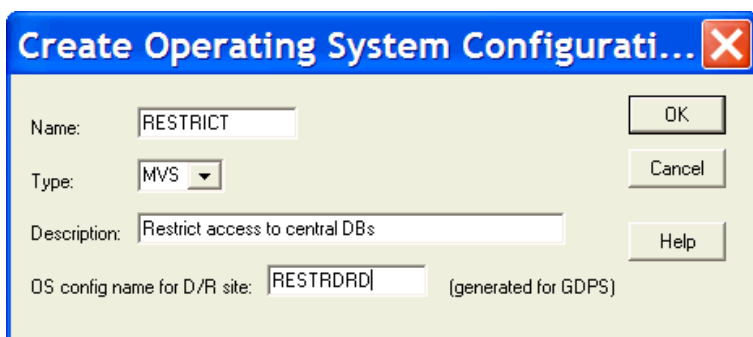 Create Operating System Configurati...
Name: RESTRICT OK
Type: MVS Cancel
Description: Restrict access to central DBs Help
OS config name for D/R site: RESTRDRD (generated for GDPS)